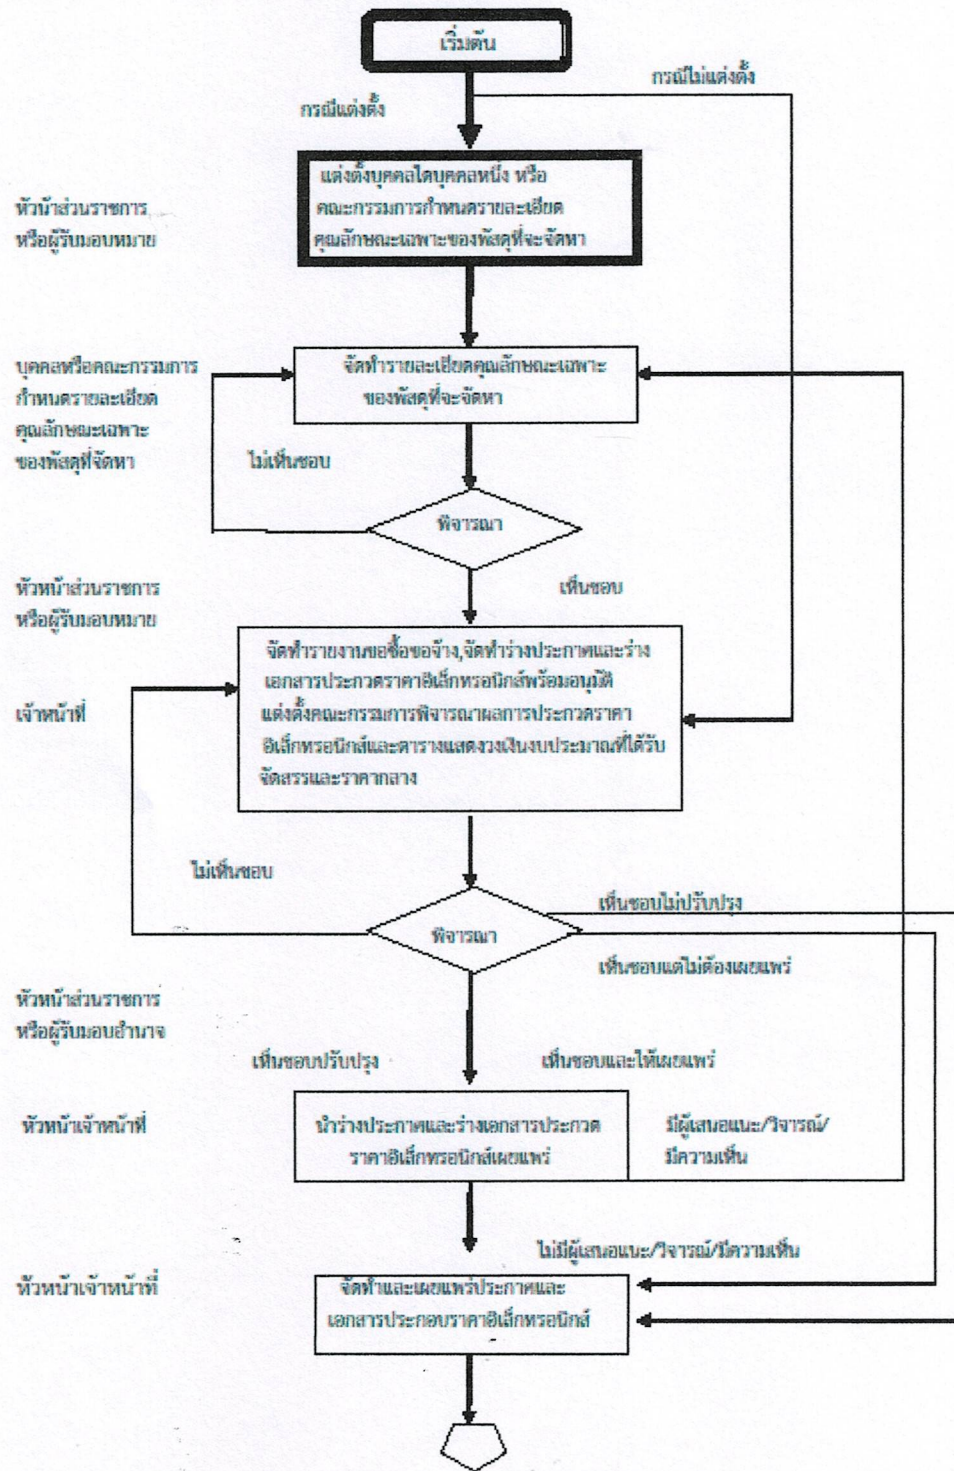 เริ่มต้น
กรณีไม่แต่งตั้ง
กรณีแต่งตั้ง
แต่งตั้งบุคคลใดบุคคลหนึ่ง หรือ
คณะกรรมการกำหนดรายละเอียด
คุณลักษณะเฉพาะของพัสดุที่จะจัดหา
หัวน้าส่วนราชการ
หรือผู้รับมอบหมาย
บุคคลหรือคณะกรรมการ
กำหนดรายละเอียด
คุณลักษณะเฉพาะ
ของพัสดุที่จัดหา
จัดทำรายละเอียดคุณลักษณะเฉพาะ
ของพัสดุที่จะจัดหา
ไม่เห็นชอบ
พิจารณา
หัวหน้าส่วนราชการ
หรือผู้รับมอบหมาย
เห็นชอบ
จัดทำรายงานขอซื้อขอจ้าง,จัดทำร่างประกาศและร่าง
เอกสารประกวดราคาอิเล็กทรอนิกส์พร้อมอนุมัติ
แต่งตั้งคณะกรรมการพิจารณาผลการประกวดราคา
อิเล็กทรอนิกส์และตารางแสดงวงเงินงบประมาณที่ได้รับ
จัดสรรและราคากลาง
เจ้าหน้าที่
ไม่เห็นชอบ
เห็นชอบไม่ปรับปรุง
พิจารณา
เห็นชอบแต่ไม่ต้องเผยแพร่
หัวหน้าส่วนราชการ
หรือผู้รับมอบอำนาจ
เห็นชอบปรับปรุง
เห็นชอบและให้เผยแพร่
หัวหน้าเจ้าหน้าที่
นำร่างประกาศและร่างเอกสารประกวด
ราคาอิเล็กทรอนิกส์เผยแพร่
มีผู้เสนอแนะ/วิจารณ์/
มีความเห็น
ไม่มีผู้เสนอแนะ/วิจารณ์/มีความเห็น
หัวหน้าเจ้าหน้าที่
จัดทำและเผยแพร่ประกาศและ
เอกสารประกอบราคาอิเล็กทรอนิกส์